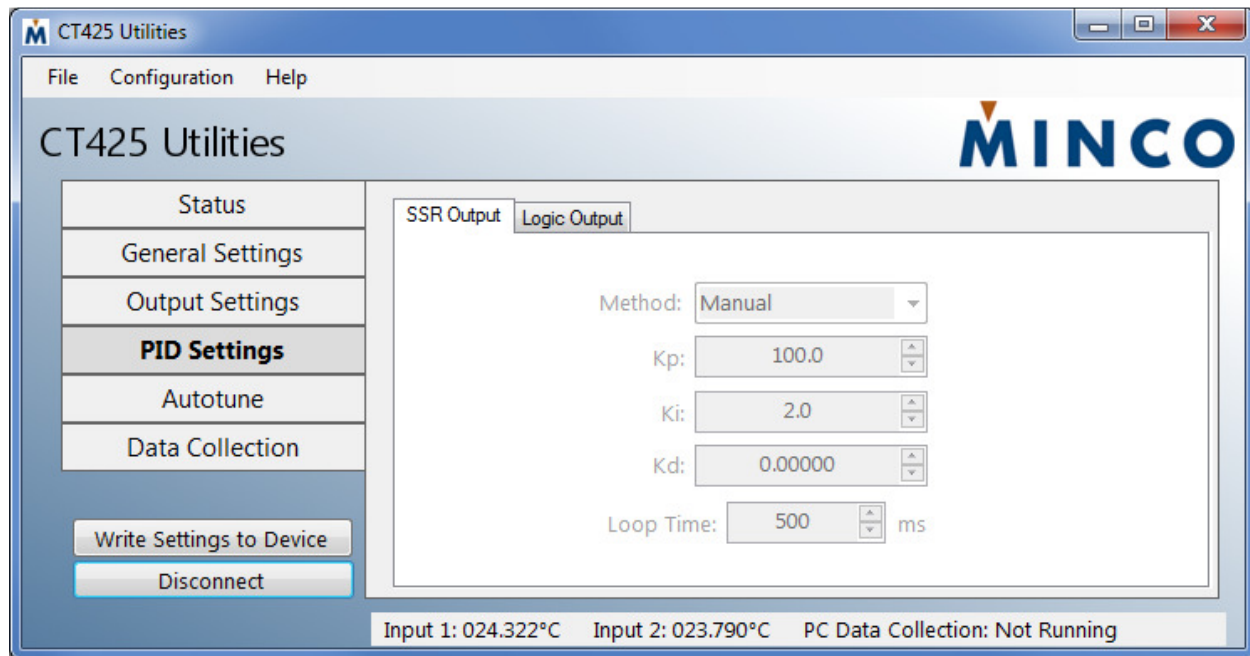 CT425 Utilities
File Configuration Help
CT425 Utilities
MINCO
Status
General Settings
Output Settings
PID Settings
Autotune
Data Collection
Write Settings to Device
Disconnect
SSR Output Logic Output
Method: Manual
Kp: 100.0
Ki: 2.0
Kd: 0.00000
Loop Time: 500 ms
Input 1: 024.322°C Input 2: 023.790°C PC Data Collection: Not Running